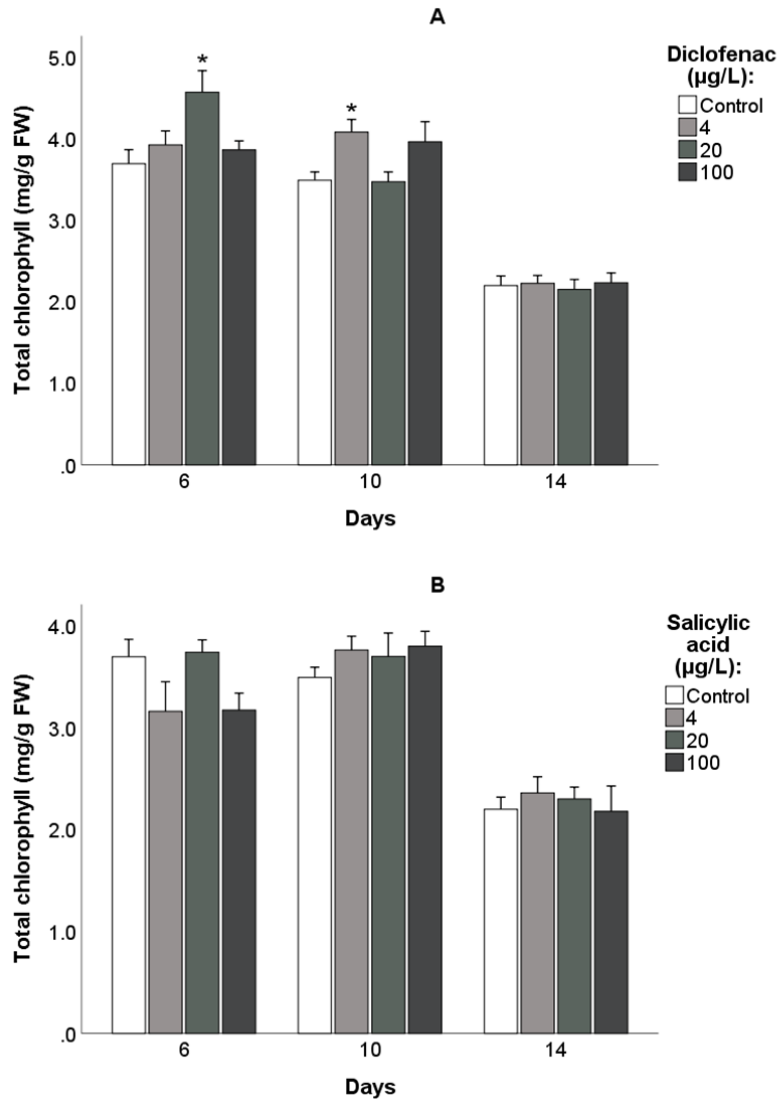 A
Diclofenac
(µg/L):
Control
4
20
100
Total chlorophyll (mg/g FW)
5.0
4.0
3.0
2.0
1.0
.0
*
*
6 10 14
Days
B
Salicylic
acid
(µg/L):
Control
4
20
100
Total chlorophyll (mg/g FW)
4.0
3.0
2.0
1.0
.0
6 10 14
Days